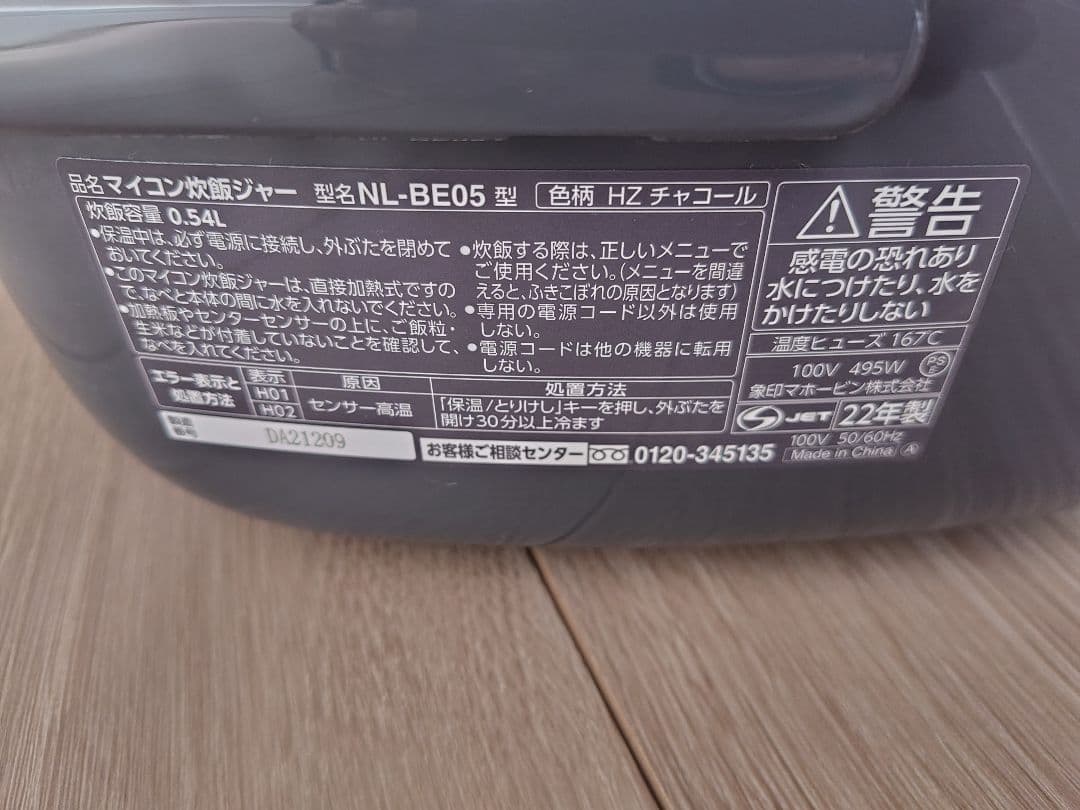 品名 マイコン炊飯ジャー 型名 NL-BE05 型 色柄 HZ チャコール
炊飯容量 0.54L
●保温中は、必ず電源に接続し、外ぶたを閉めて
おいてください。
●このマイコン炊飯ジャーは、直接加熱式ですの
で、なべと本体の間に水を入れないでください。
●加熱板やセンターセンサーの上に、ご飯粒・
生米などが付着していないことを確認して、
なべを入れてください。
●炊飯する際は、正しいメニューで
ご使用ください。(メニューを間違
えると、ふきこぼれの原因となります)
●専用の電源コード以外は使用
しない。
●電源コードは他の機器に転用
しない。
エラー表示と
処置方法
表示 原因 処置方法
H01
H02
センサー高温
「保温/とりけし」キーを押し、外ぶたを
開け30分以上冷ます
製造
番号
DA21209
お客様ご相談センター 0120-345135
警告
感電の恐れあり
水につけたり、水を
かけたりしない
温度ヒューズ 167℃
100V 495W
PS
E
象印マホービン株式会社
S JET 22年製
100V 50/60Hz
Made in China A